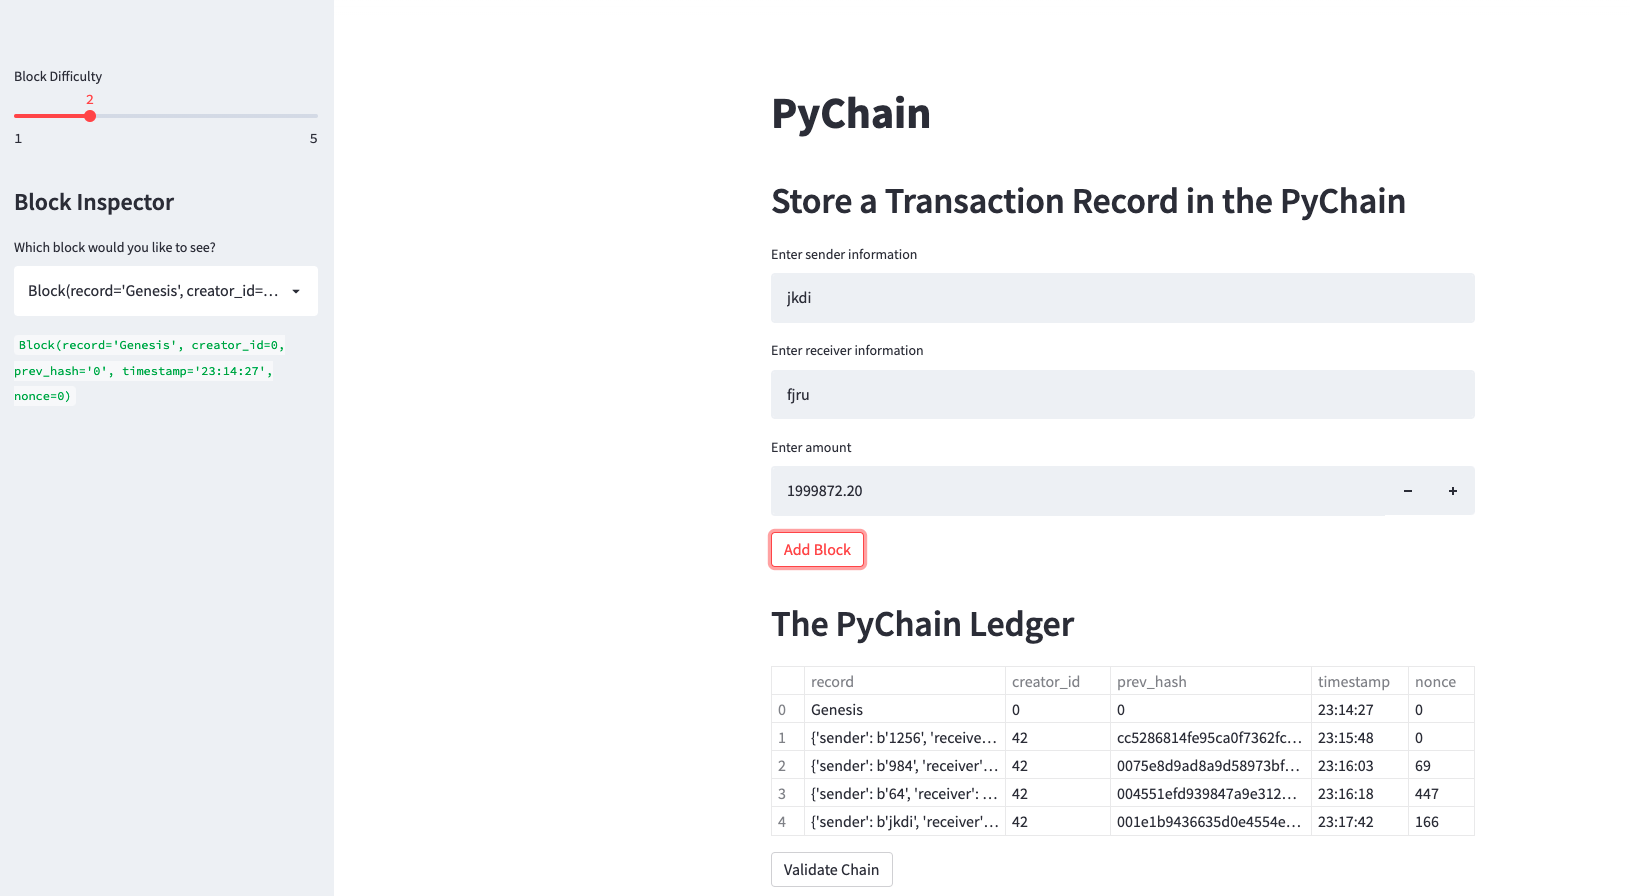 Block Difficulty
2
1 5
Block Inspector
Which block would you like to see?
Block(record='Genesis', creator_id=...
Block(record='Genesis', creator_id=0,
prev_hash='0', timestamp='23:14:27',
nonce=0)
PyChain
Store a Transaction Record in the PyChain
Enter sender information
jkdi
Enter receiver information
fjru
Enter amount
1999872.20 − +
Add Block
The PyChain Ledger
record creator_id prev_hash timestamp nonce
0 Genesis 0 0 23:14:27 0
1 {'sender': b'1256', 'receive... 42 cc5286814fe95ca0f7362fc... 23:15:48 0
2 {'sender': b'984', 'receiver'... 42 0075e8d9ad8a9d58973bf... 23:16:03 69
3 {'sender': b'64', 'receiver': ... 42 004551efd939847a9e312... 23:16:18 447
4 {'sender': b'jkdi', 'receiver'... 42 001e1b9436635d0e4554e... 23:17:42 166
Validate Chain